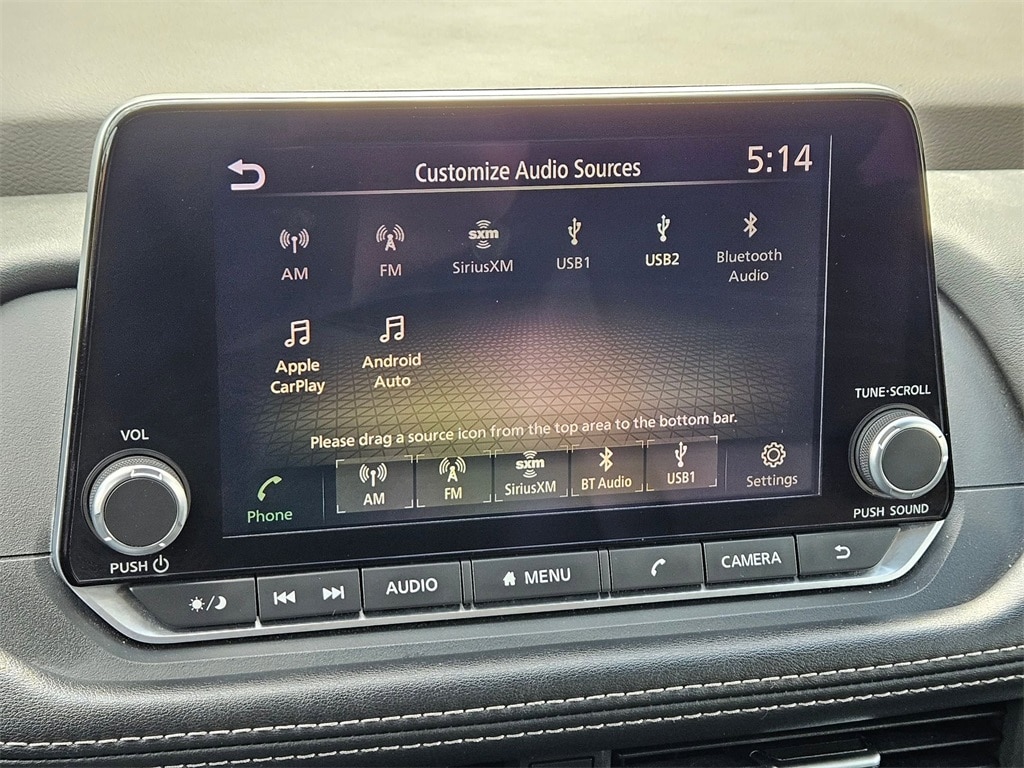 Customize Audio Sources 5:14
AM FM sxm SiriusXM USB1 USB2 Bluetooth
Audio
Apple
CarPlay
Android
Auto
Please drag a source icon from the top area to the bottom bar.
Phone AM FM sxm SiriusXM BT Audio USB1 Settings
VOL
PUSH
TUNE·SCROLL
PUSH SOUND
AUDIO MENU CAMERA